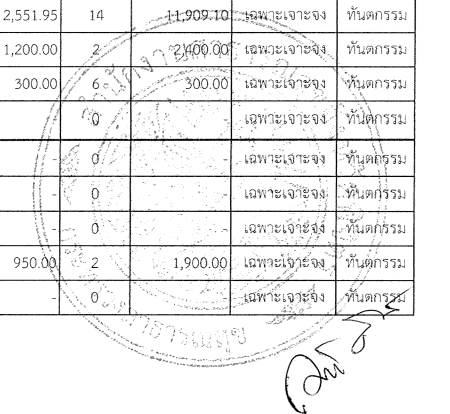 2,551.95 14 11,909.10 เฉพาะเจาะจง ทันตกรรม
1,200.00 2 2,400.00 เฉพาะเจาะจง ทันตกรรม
300.00 6 300.00 เฉพาะเจาะจง ทันตกรรม
- 0 - เฉพาะเจาะจง ทันตกรรม
- 0 - เฉพาะเจาะจง ทันตกรรม
- 0 - เฉพาะเจาะจง ทันตกรรม
- 0 - เฉพาะเจาะจง ทันตกรรม
950.00 2 1,900.00 เฉพาะเจาะจง ทันตกรรม
- 0 - เฉพาะเจาะจง ทันตกรรม